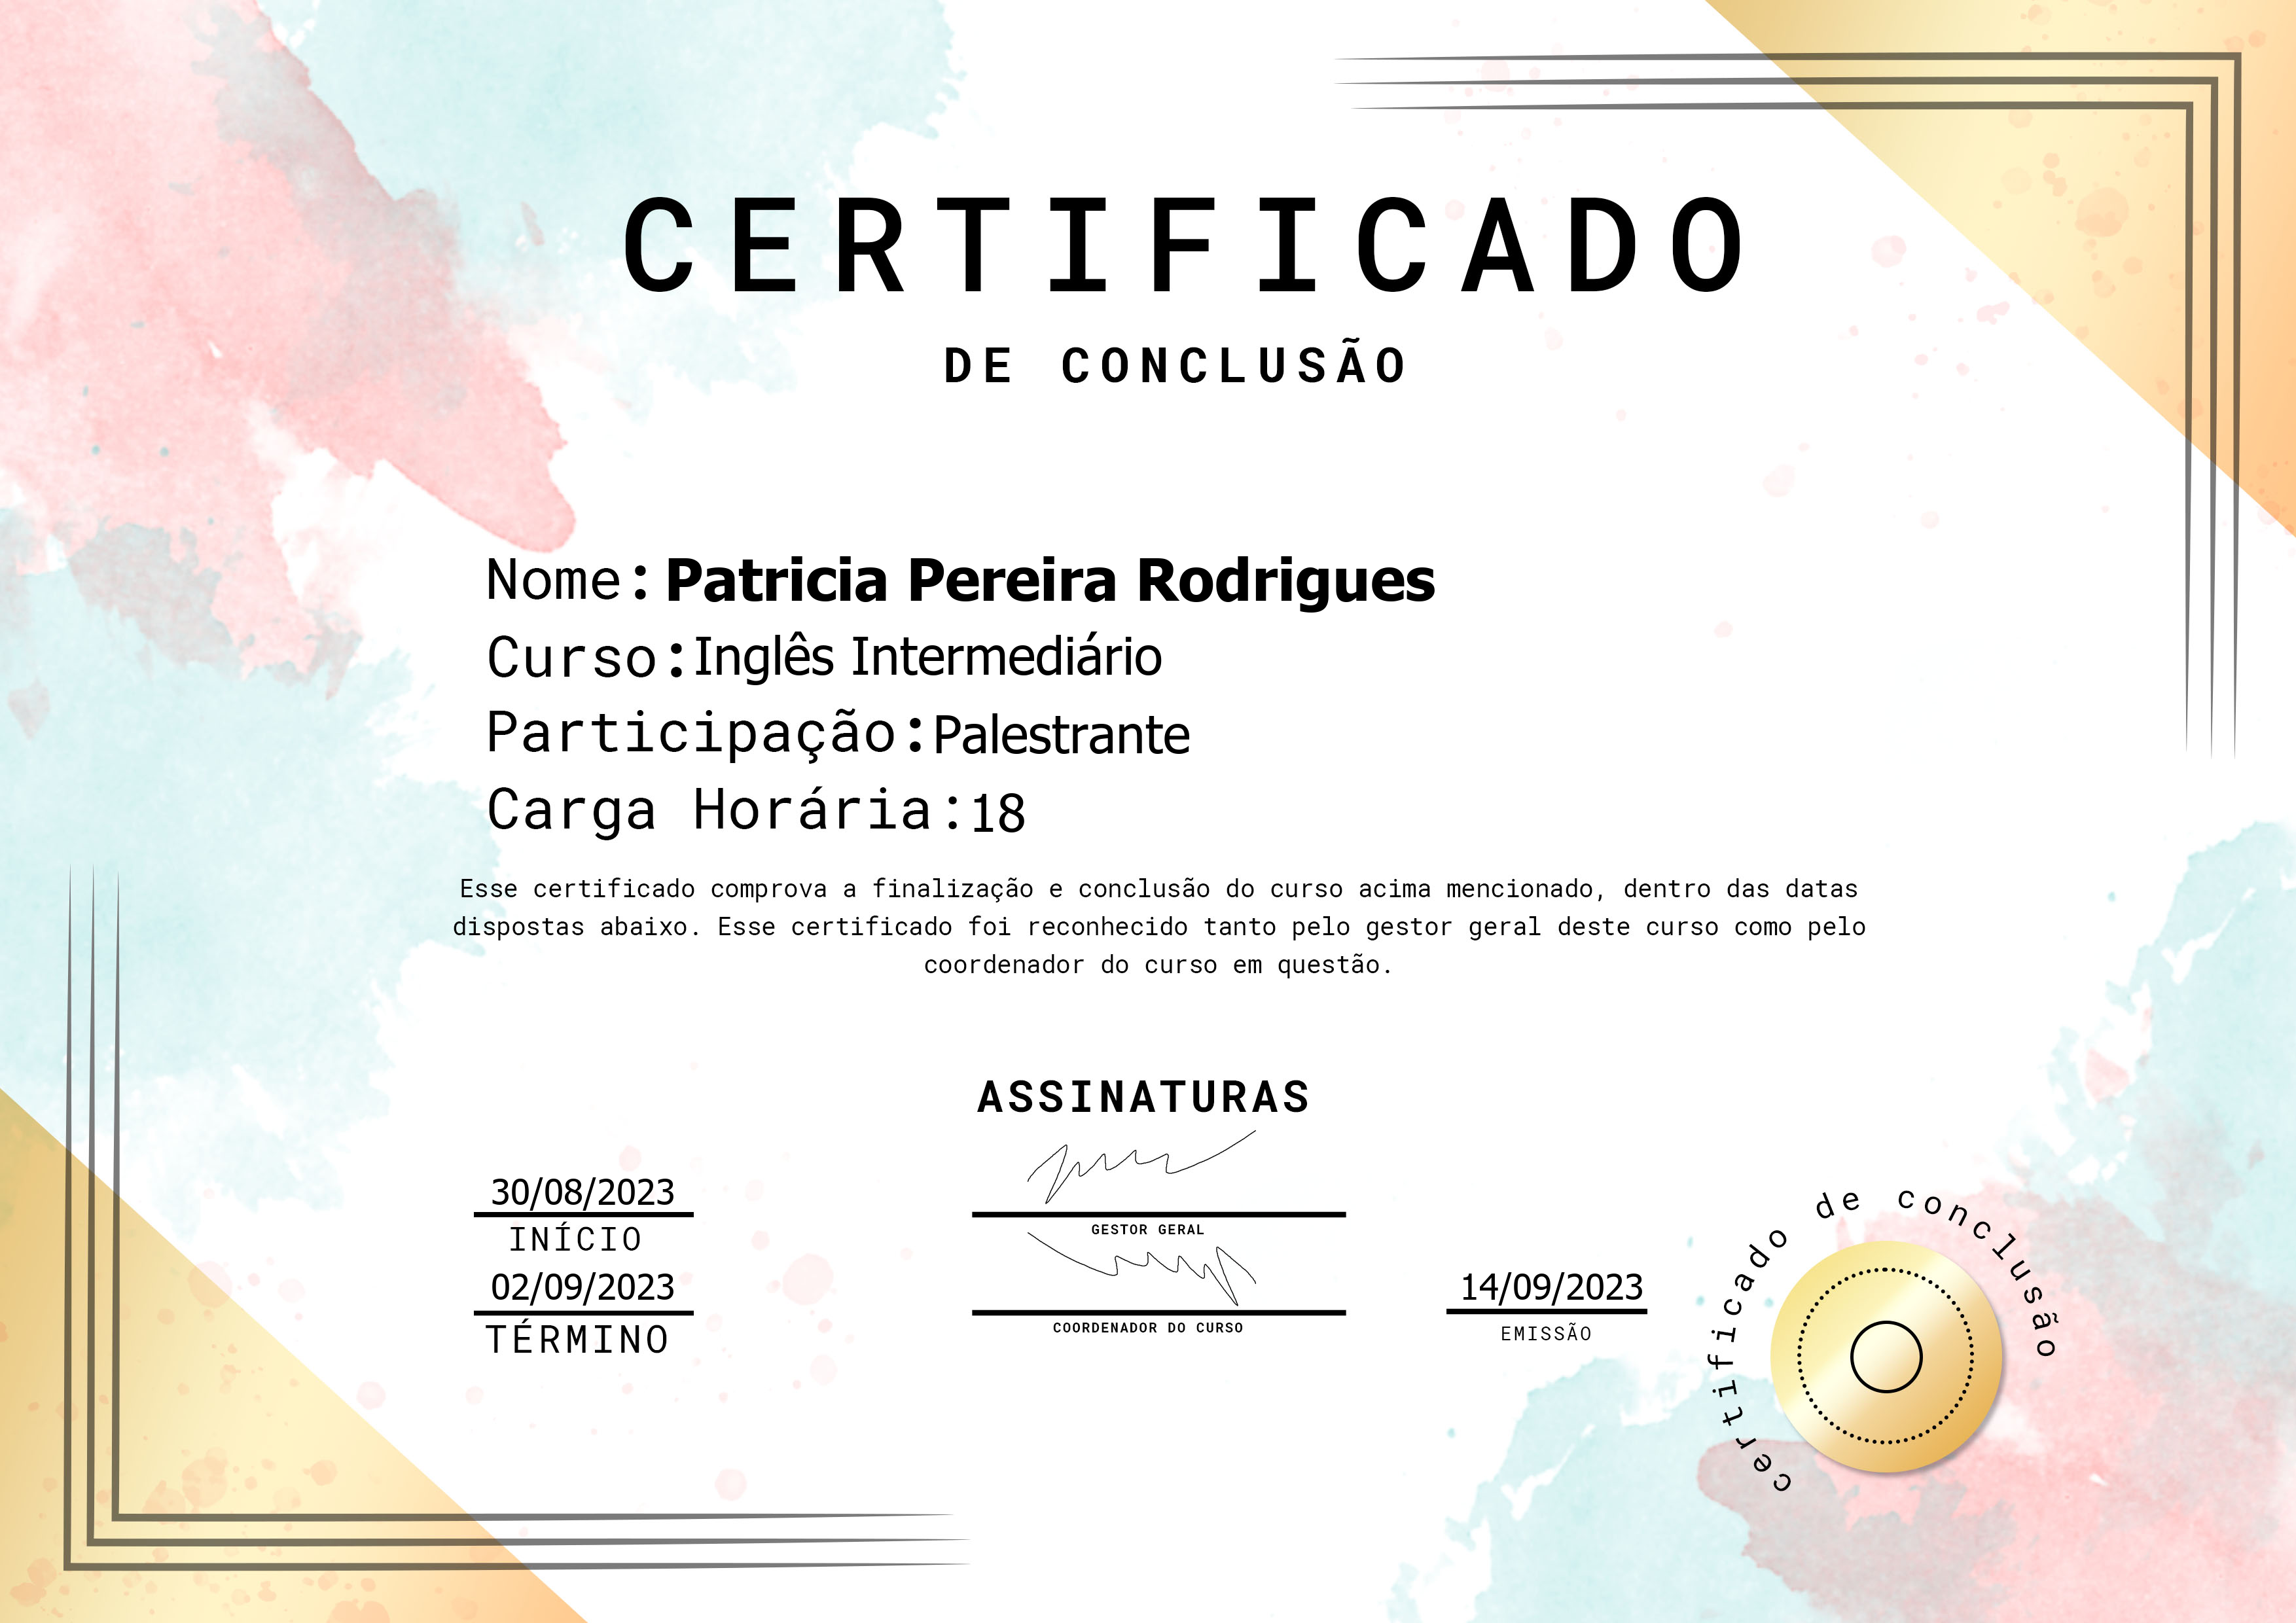 CERTIFICADO
DE CONCLUSÃO
Nome: Patricia Pereira Rodrigues
Curso:Inglês Intermediário
Participação:Palestrante
Carga Horária:18
Esse certificado comprova a finalização e conclusão do curso acima mencionado, dentro das datas
dispostas abaixo. Esse certificado foi reconhecido tanto pelo gestor geral deste curso como pelo
coordenador do curso em questão.
ASSINATURAS
30/08/2023
INÍCIO
GESTOR GERAL
02/09/2023
TÉRMINO
COORDENADOR DO CURSO
14/09/2023
EMISSÃO
certificado de conclusão